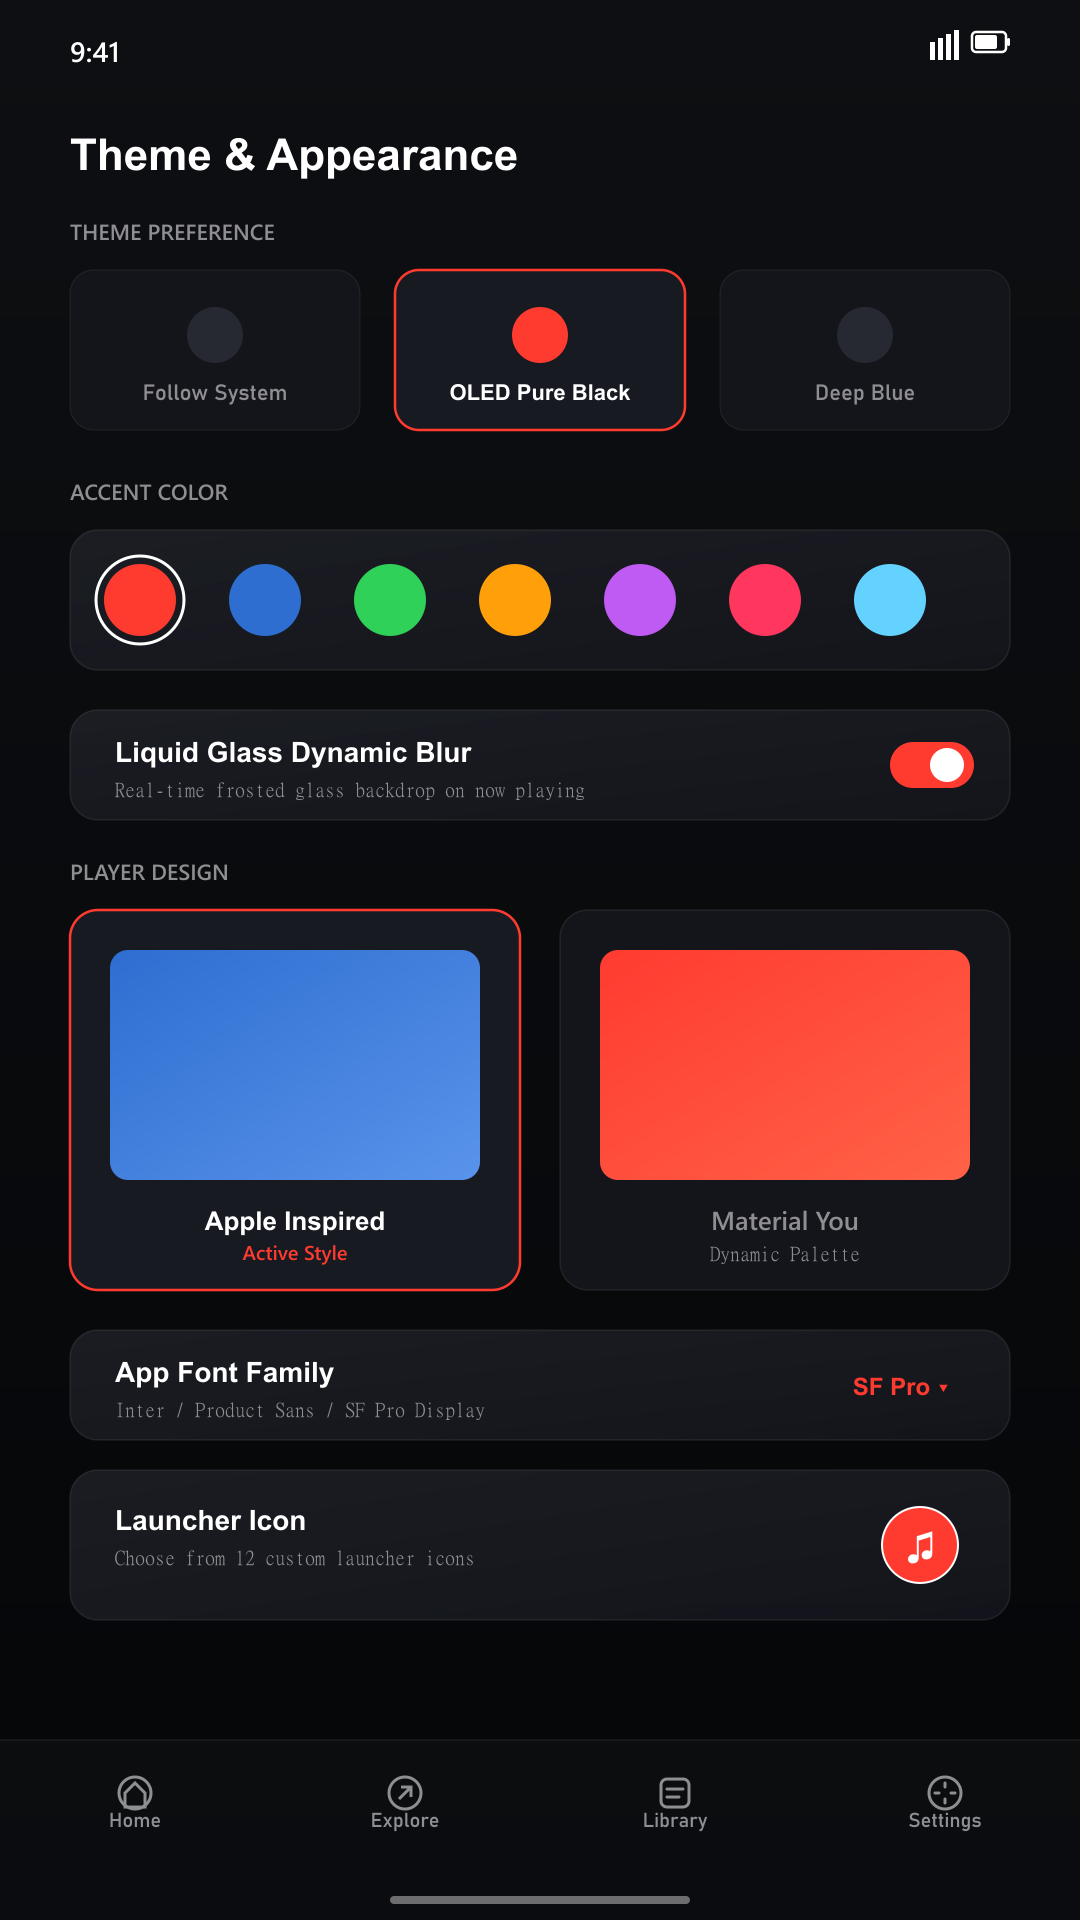 9:41
Theme & Appearance
THEME PREFERENCE
Follow System
OLED Pure Black
Deep Blue
ACCENT COLOR
Liquid Glass Dynamic Blur
Real-time frosted glass backdrop on now playing
PLAYER DESIGN
Apple Inspired
Active Style
Material You
Dynamic Palette
App Font Family
Inter / Product Sans / SF Pro Display
SF Pro ▾
Launcher Icon
Choose from 12 custom launcher icons
Home
Explore
Library
Settings